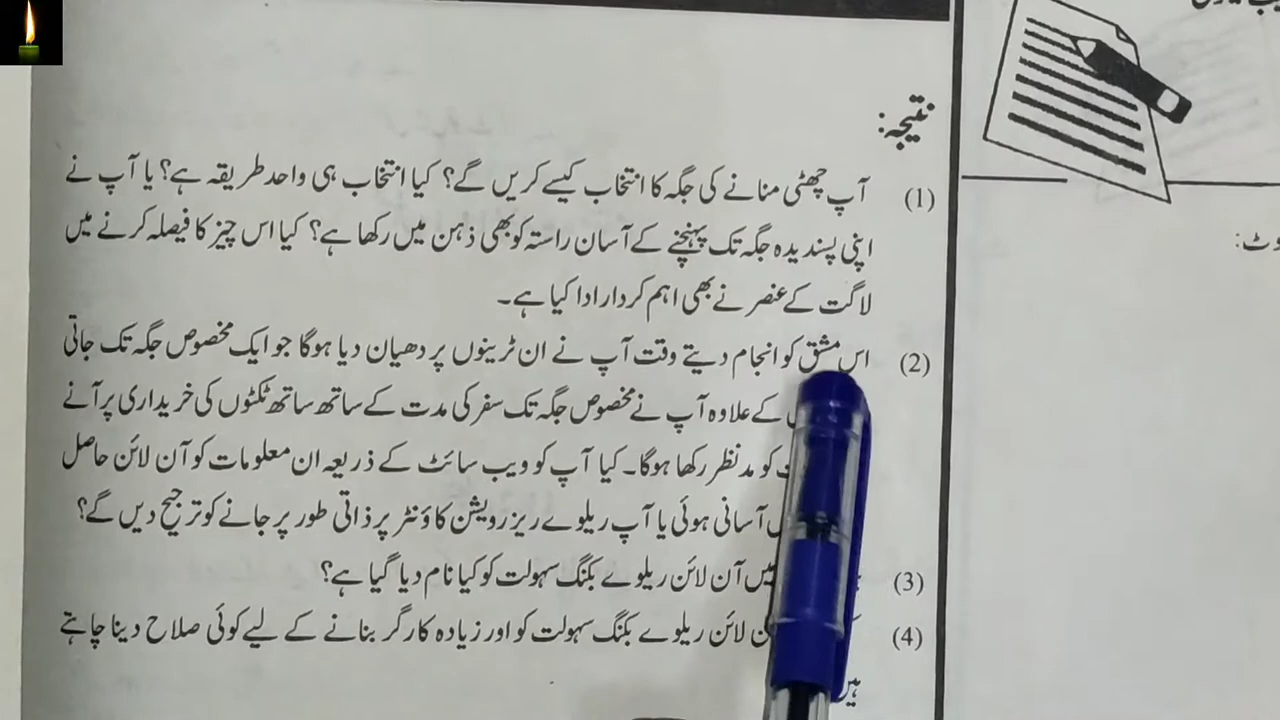 نتیجہ:
(1) آپ چھٹی منانے کی جگہ کا انتخاب کیسے کریں گے؟ کیا انتخاب ہی واحد طریقہ ہے؟ یا آپ نے
اپنی پسندیدہ جگہ تک پہنچنے کے آسان راستہ کو بھی ذہن میں رکھا ہے؟ کیا اس چیز کا فیصلہ کرنے میں
لاگت کے عنصر نے بھی اہم کردار ادا کیا ہے۔
(2) اس مشق کو انجام دیتے وقت آپ نے ان ٹرینوں پر دھیان دیا ہوگا جو ایک مخصوص جگہ تک جاتی
کے علاوہ آپ نے مخصوص جگہ تک سفر کی مدت کے ساتھ ساتھ ٹکٹوں کی خریداری پر آنے
کو مدنظر رکھا ہوگا۔ کیا آپ کو ویب سائٹ کے ذریعہ ان معلومات کو آن لائن حاصل
آسانی ہوئی یا آپ ریلوے ریزرویشن کاؤنٹر پر ذاتی طور پر جانے کو ترجیح دیں گے؟
(3) میں آن لائن ریلوے بکنگ سہولت کو کیا نام دیا گیا ہے؟
(4) لائن ریلوے بکنگ سہولت کو اور زیادہ کارگر بنانے کے لیے کوئی صلاح دینا چاہتے